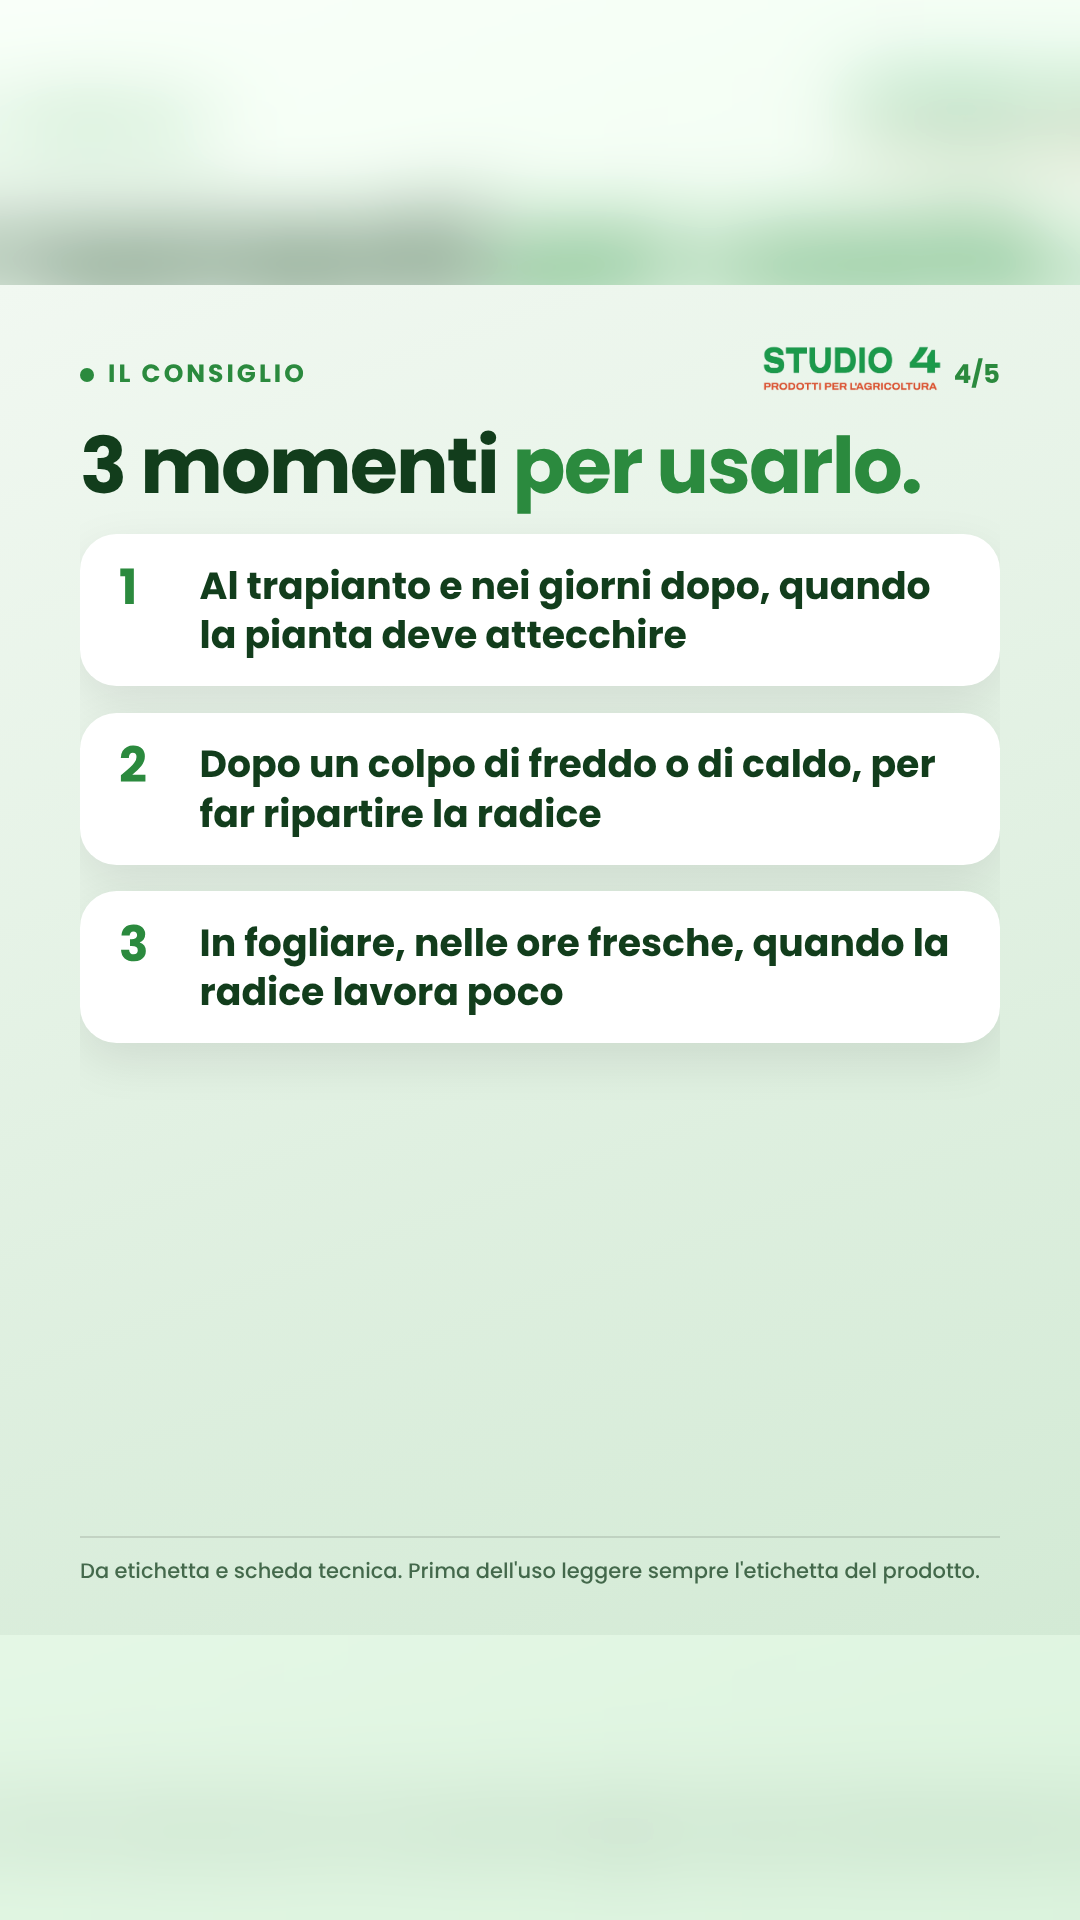 IL CONSIGLIO
STUDIO 4
PRODOTTI PER L'AGRICOLTURA
4/5
3 momenti per usarlo.
1
Al trapianto e nei giorni dopo, quando
la pianta deve attecchire
2
Dopo un colpo di freddo o di caldo, per
far ripartire la radice
3
In fogliare, nelle ore fresche, quando la
radice lavora poco
Da etichetta e scheda tecnica. Prima dell'uso leggere sempre l'etichetta del prodotto.